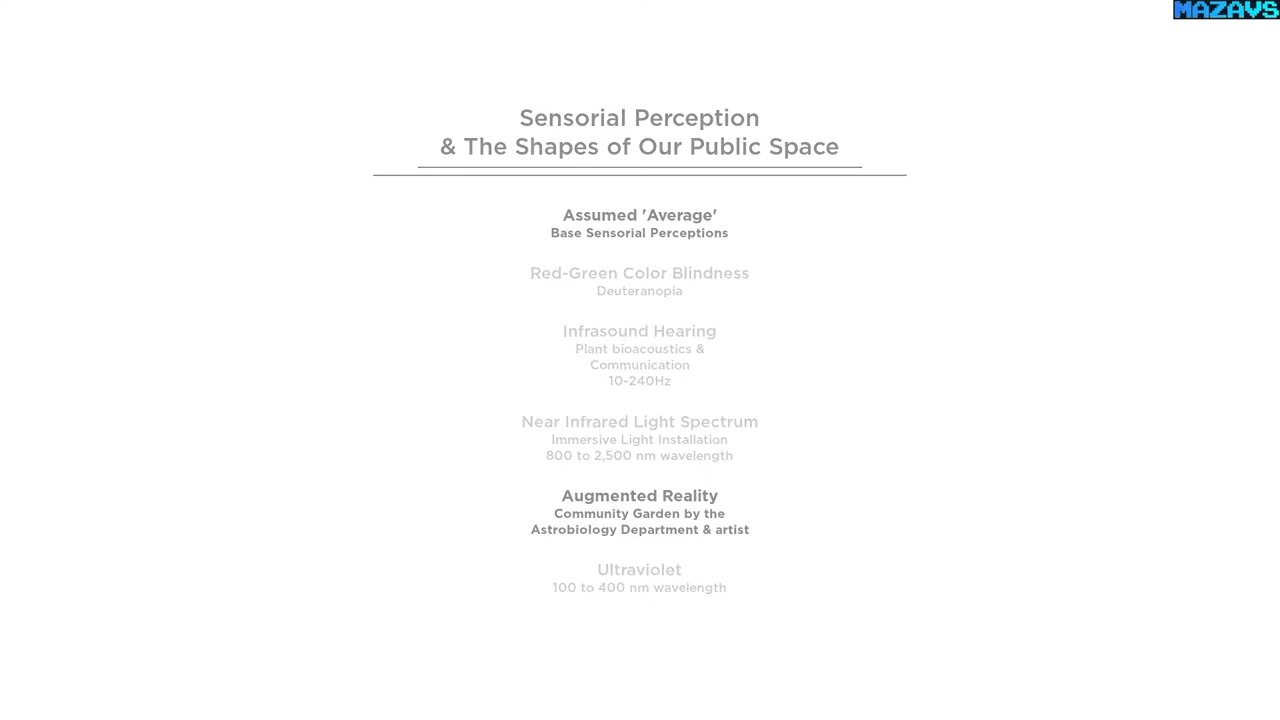 MAZAVS
Sensorial Perception
& The Shapes of Our Public Space
Assumed 'Average'
Base Sensorial Perceptions
Red-Green Color Blindness
Deuteranopia
Infrasound Hearing
Plant bioacoustics &
Communication
10-240Hz
Near Infrared Light Spectrum
Immersive Light Installation
800 to 2,500 nm wavelength
Augmented Reality
Community Garden by the
Astrobiology Department & artist
Ultraviolet
100 to 400 nm wavelength